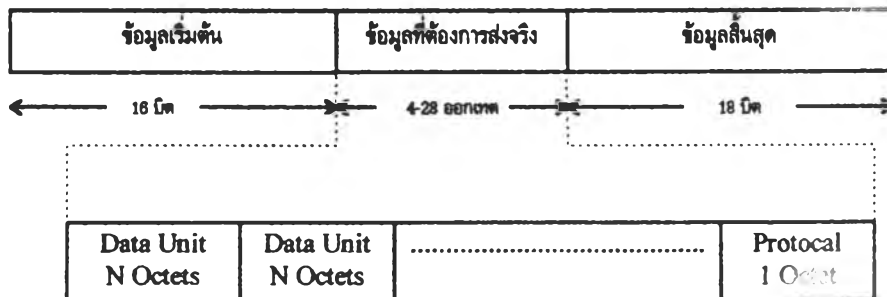 ข้อมูลเริ่มต้น ข้อมูลที่ต้องการส่งจริง ข้อมูลสิ้นสุด
16 บิต 4-28 ออกเทต 18 บิต
Data Unit Data Unit ........................................ Protocal
N Octets N Octets 1 Octet